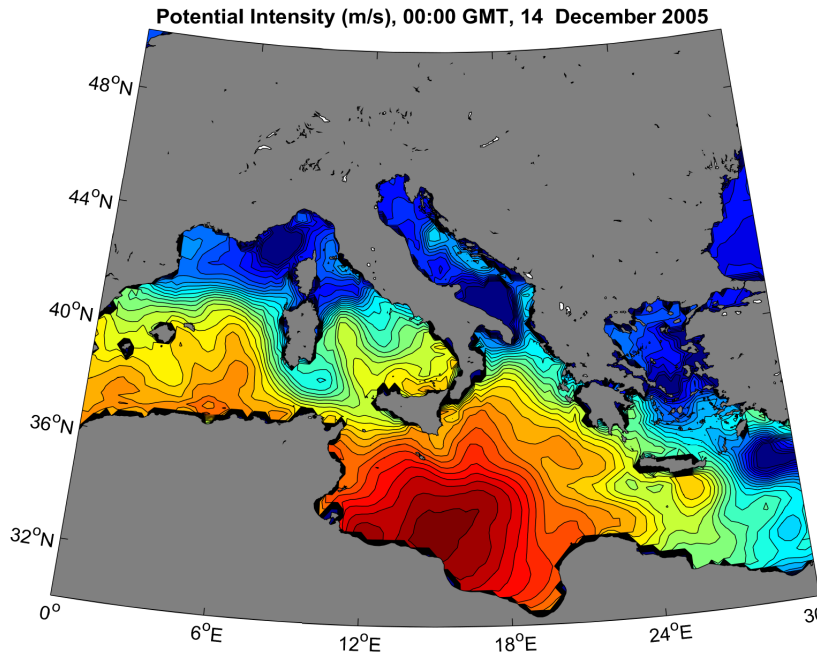 Potential Intensity (m/s), 00:00 GMT, 14 December 2005
48°N
44°N
40°N
36°N
32°N
0°
6°E
12°E
18°E
24°E